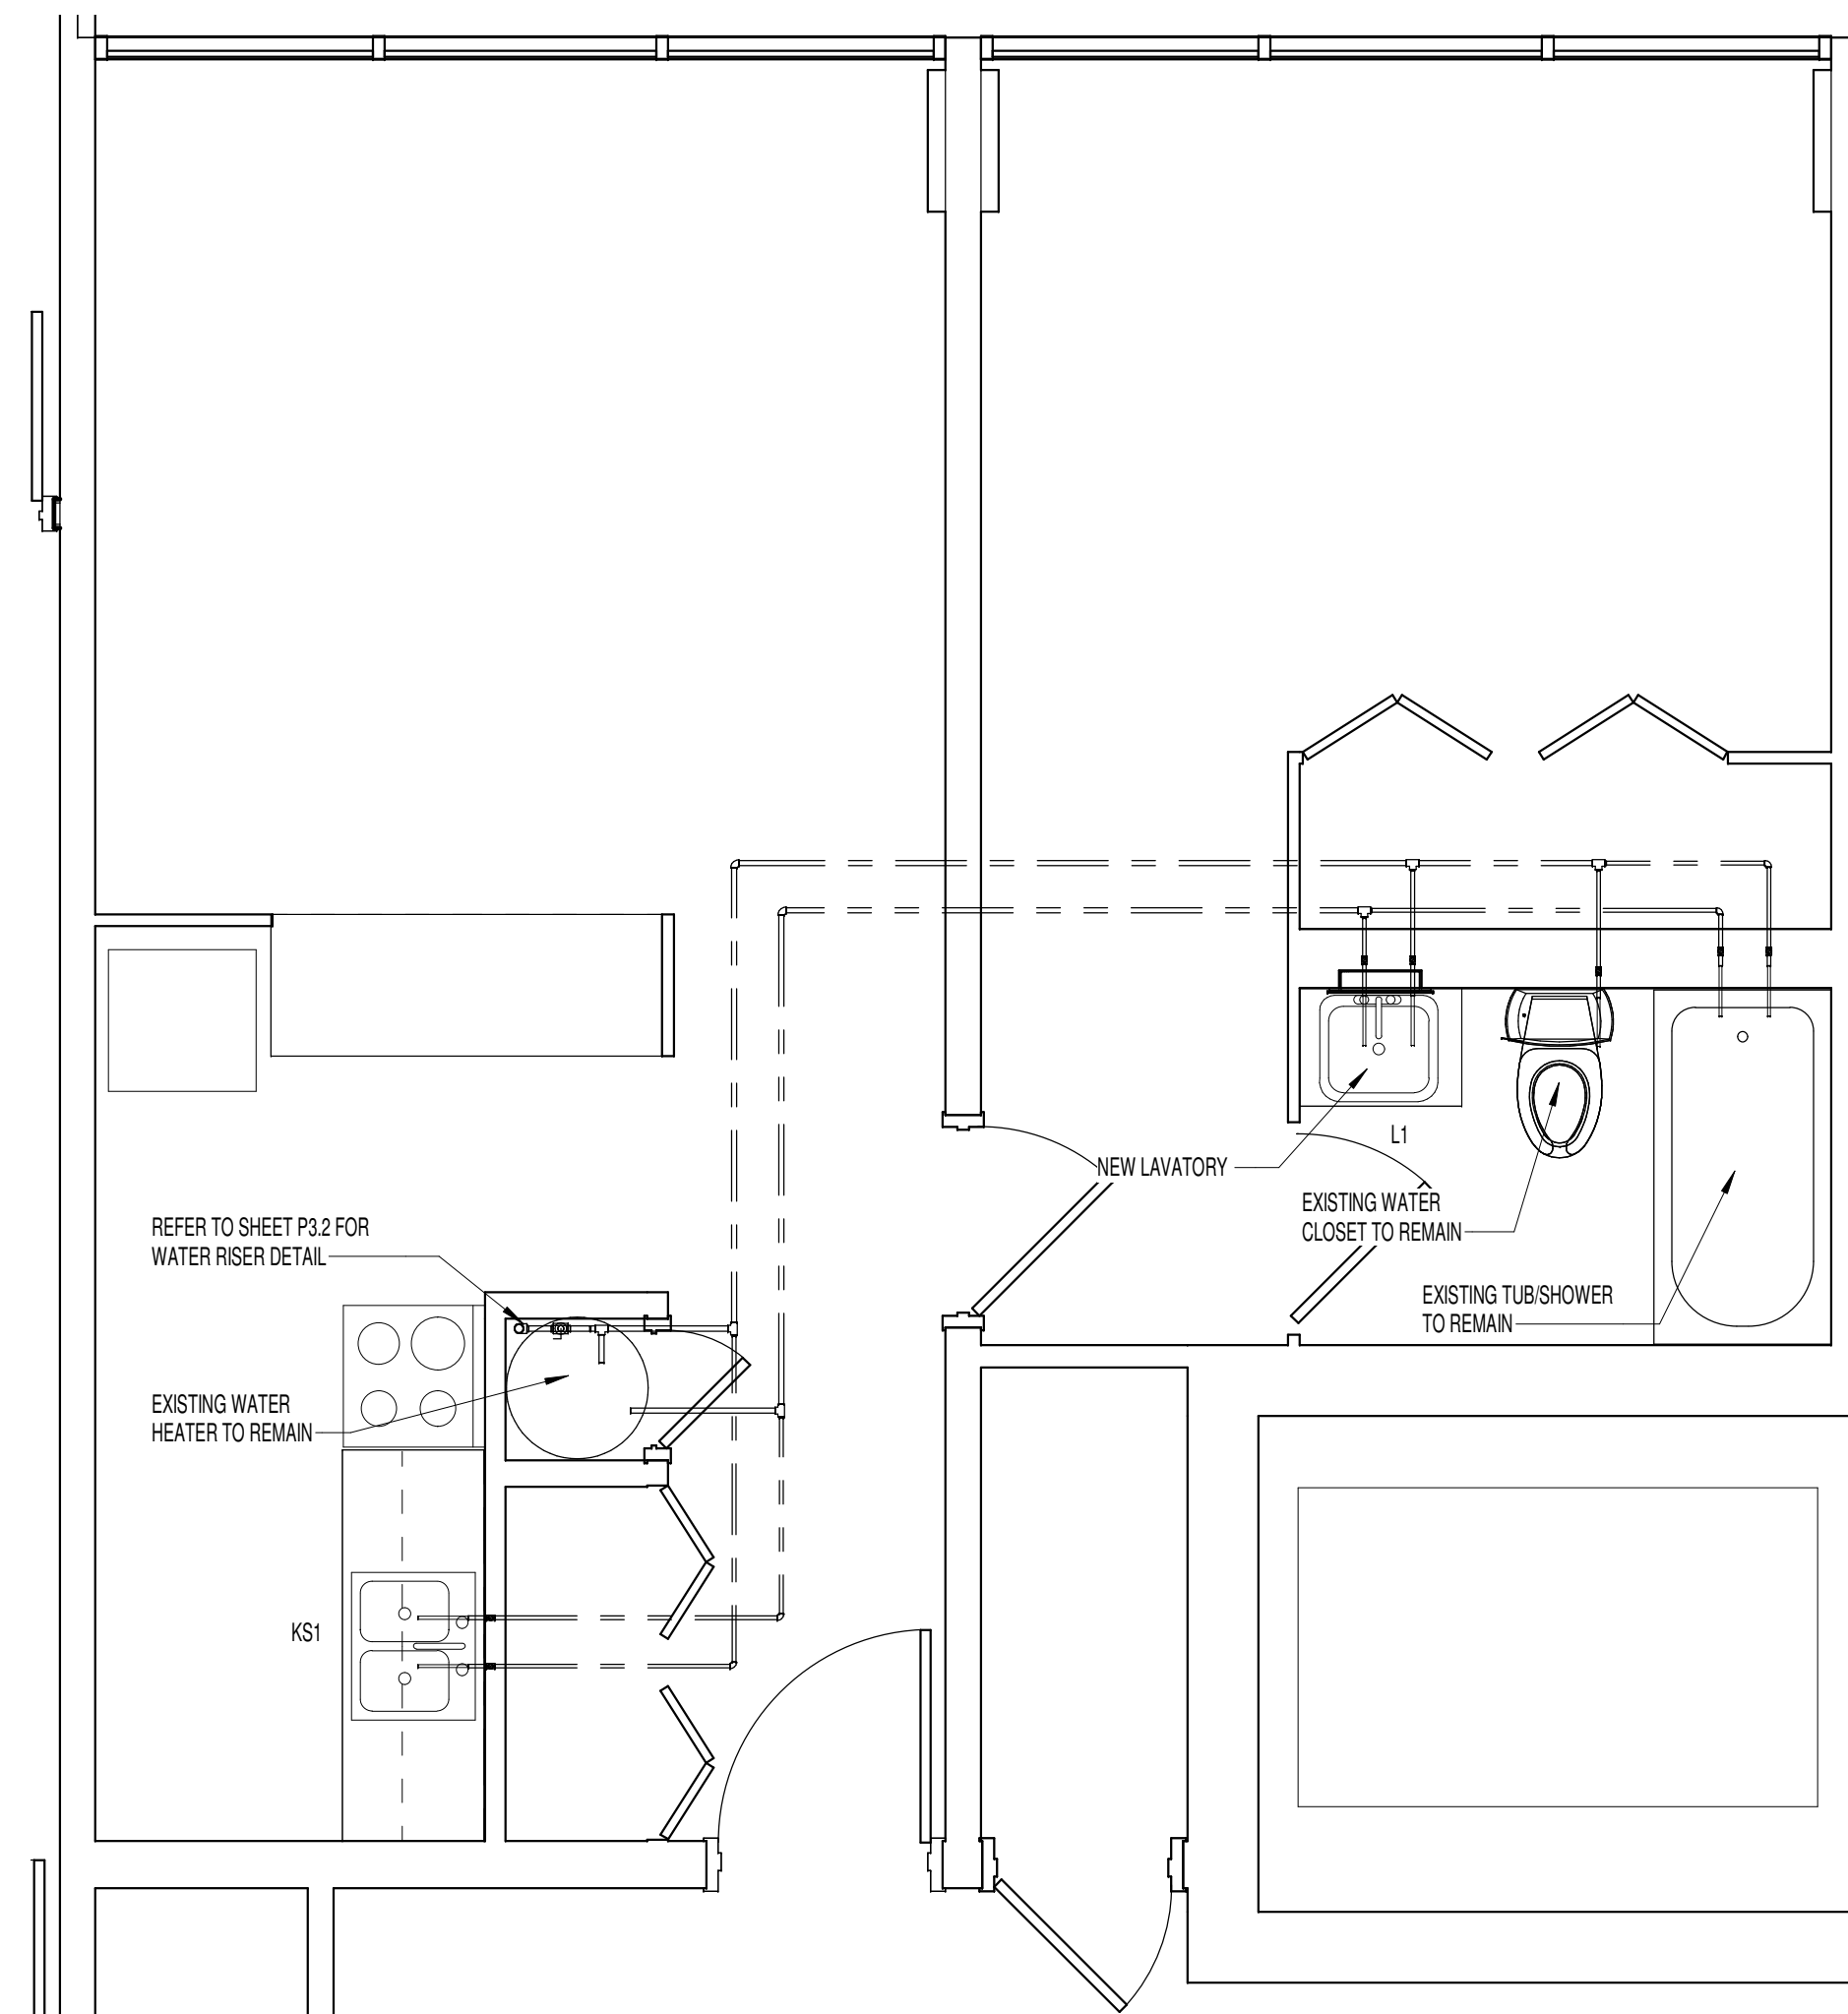 L1
NEW LAVATORY
EXISTING WATER
CLOSET TO REMAIN
REFER TO SHEET P3.2 FOR
WATER RISER DETAIL
EXISTING TUB/SHOWER
TO REMAIN
EXISTING WATER
HEATER TO REMAIN
KS1